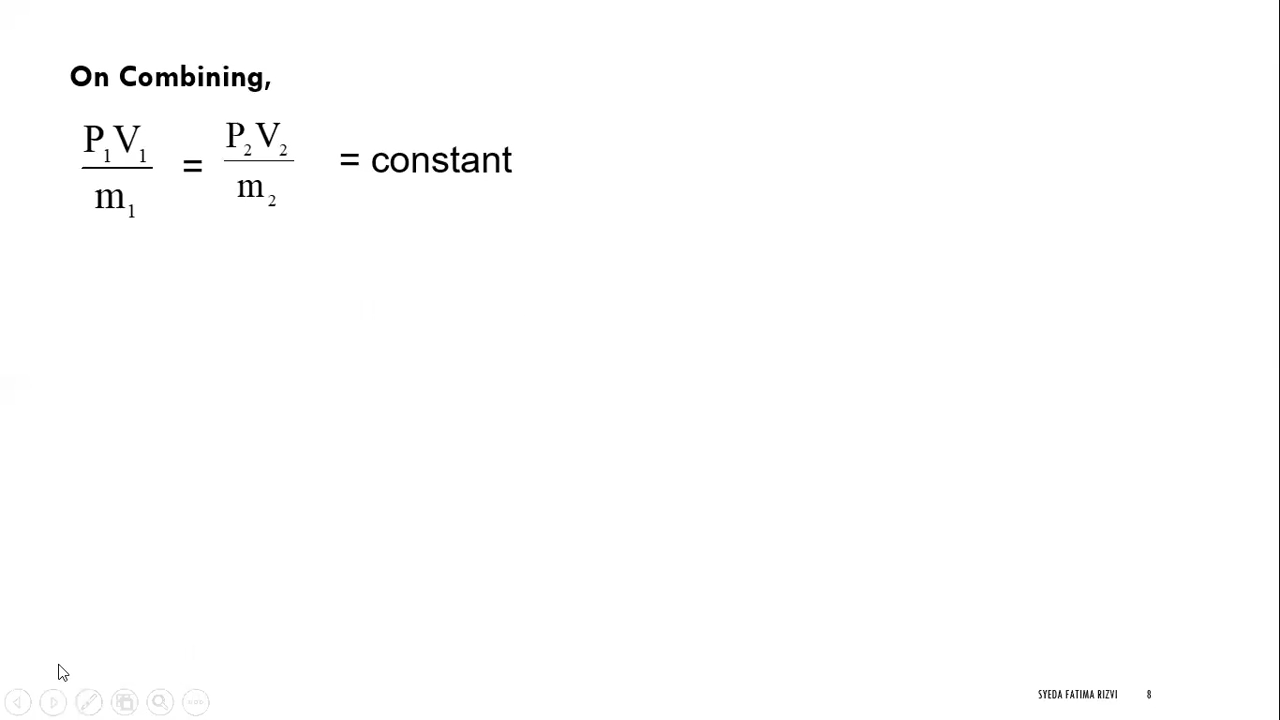 On Combining,
P₁V₁ / m₁ = P₂V₂ / m₂ = constant
SYEDA FATIMA RIZVI 8